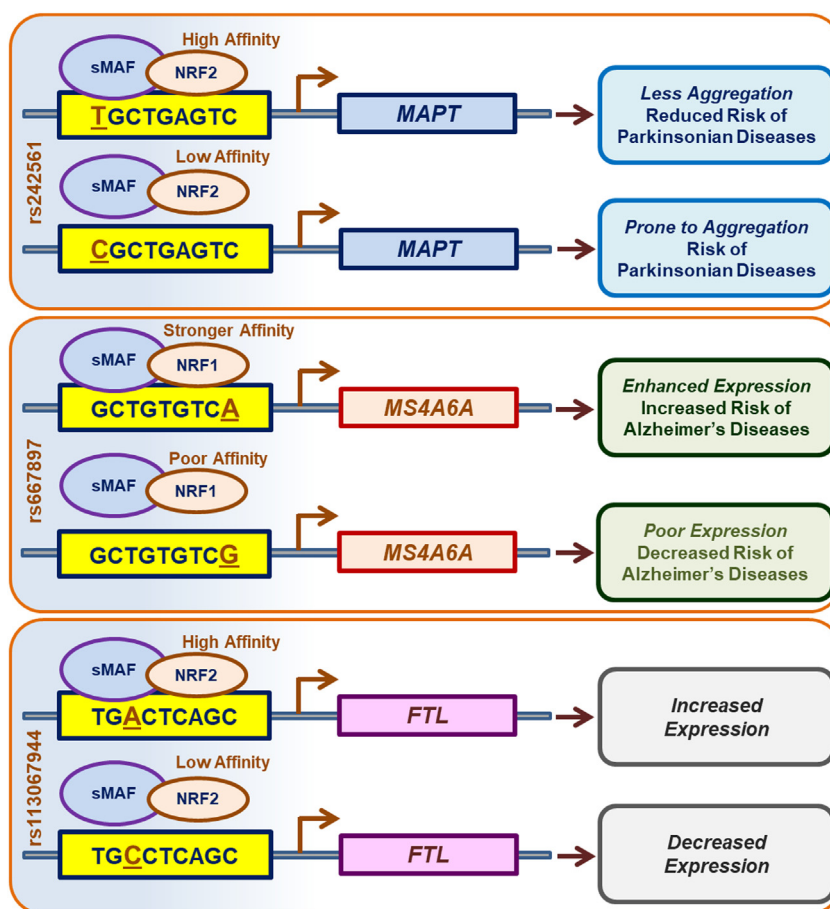 High Affinity
sMAF
NRF2
TGCTGAGTC
MAPT
Less Aggregation
Reduced Risk of
Parkinsonian Diseases
rs242561
Low Affinity
sMAF
NRF2
CGCTGAGTC
MAPT
Prone to Aggregation
Risk of
Parkinsonian Diseases
Stronger Affinity
sMAF
NRF1
GCTGTGTCA
MS4A6A
Enhanced Expression
Increased Risk of
Alzheimer's Diseases
rs667897
Poor Affinity
sMAF
NRF1
GCTGTGTCG
MS4A6A
Poor Expression
Decreased Risk of
Alzheimer's Diseases
High Affinity
sMAF
NRF2
TGACTCAGC
FTL
Increased
Expression
rs113067944
Low Affinity
sMAF
NRF2
TGCCTCAGC
FTL
Decreased
Expression